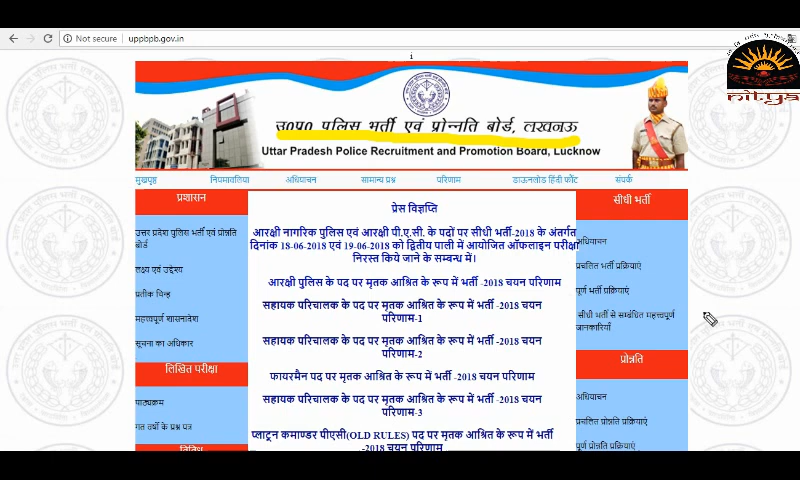 Not secure | uppbpb.gov.in
nitya
उ०प्र० पुलिस भर्ती एवं प्रोन्नति बोर्ड, लखनऊ
Uttar Pradesh Police Recruitment and Promotion Board, Lucknow
मुखपृष्ठ नियमावलिया अधियाचन सामान्य प्रश्न परिणाम डाऊनलोड हिंदी फॉंट संपर्क
प्रशासन
उत्तर प्रदेश पुलिस भर्ती एवं प्रोन्नति
बोर्ड
लक्ष्य एवं उद्देश्य
प्रतीक चिन्ह
महत्त्वपूर्ण शासनादेश
सूचना का अधिकार
लिखित परीक्षा
पाठ्यक्रम
गत वर्षों के प्रश्न पत्र
विविध
प्रेस विज्ञप्ति
आरक्षी नागरिक पुलिस एवं आरक्षी पी.ए.सी. के पदों पर सीधी भर्ती-2018 के अंतर्गत
दिनांक 18-06-2018 एवं 19-06-2018 को द्वितीय पाली में आयोजित ऑफलाइन परीक्षा
निरस्त किये जाने के सम्बन्ध में।
आरक्षी पुलिस के पद पर मृतक आश्रित के रूप में भर्ती -2018 चयन परिणाम
सहायक परिचालक के पद पर मृतक आश्रित के रूप में भर्ती -2018 चयन
परिणाम-1
सहायक परिचालक के पद पर मृतक आश्रित के रूप में भर्ती -2018 चयन
परिणाम-2
फायरमैन पद पर मृतक आश्रित के रूप में भर्ती -2018 चयन परिणाम
सहायक परिचालक के पद पर मृतक आश्रित के रूप में भर्ती -2018 चयन
परिणाम-3
प्लाटून कमाण्डर पीएसी(OLD RULES) पद पर मृतक आश्रित के रूप में भर्ती
-2018 चयन परिणाम
सीधी भर्ती
अधियाचन
प्रचलित भर्ती प्रक्रियाएं
पूर्ण भर्ती प्रक्रियाएं
सीधी भर्ती से सम्बंधित महत्त्वपूर्ण
जानकारियाँ
प्रोन्नति
अधियाचन
प्रचलित प्रोन्नति प्रक्रियाएं
पूर्ण प्रोन्नति प्रक्रियाएं